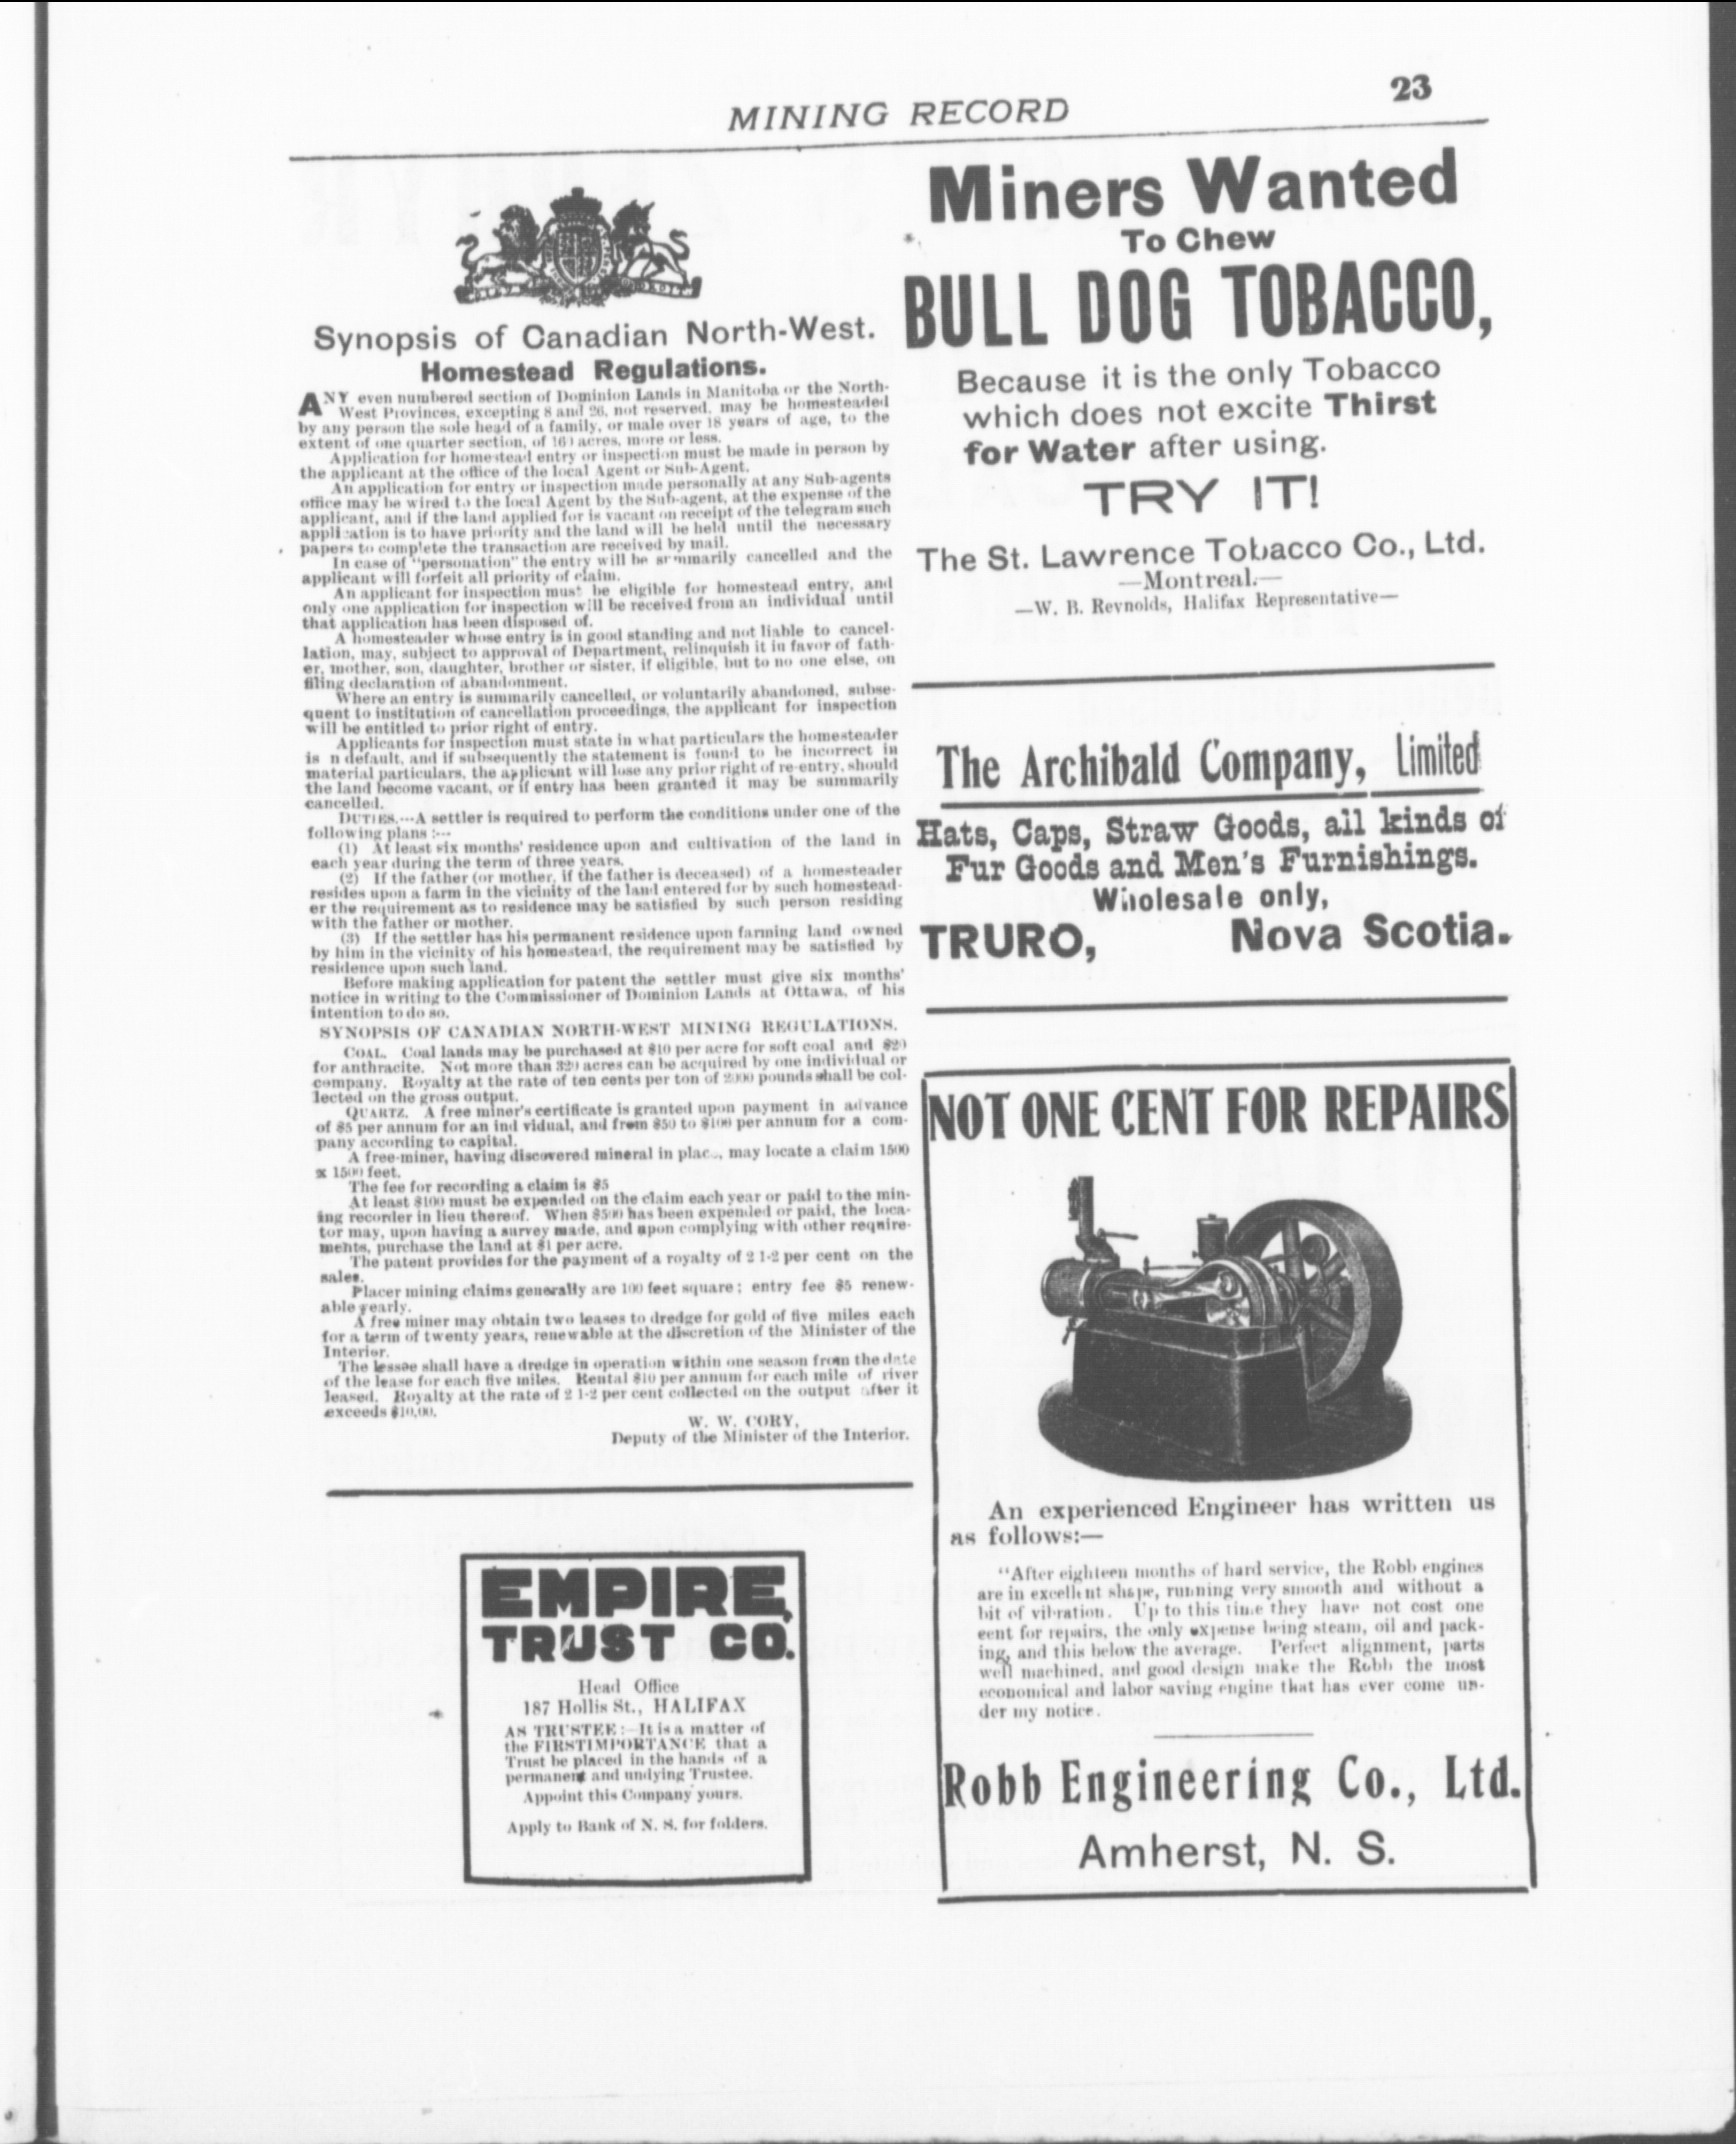 MINING RECORD
23
Synopsis of Canadian North-West.
Homestead Regulations.
ANY even numbered section of Dominion Lands in Manitoba or the North-
West Provinces, excepting 8 and 26, not reserved, may be homesteaded
by any person the sole head of a family, or male over 18 years of age, to the
extent of one quarter section, of 160 acres, more or less.
Application for homestead entry or inspection must be made in person by
the applicant at the office of the local Agent or Sub-Agent.
An application for entry or inspection made personally at any Sub-agents
office may be wired to the local Agent by the Sub-agent, at the expense of the
applicant, and if the land applied for is vacant on receipt of the telegram such
application is to have priority and the land will be held until the necessary
papers to complete the transaction are received by mail.
In case of "personation" the entry will be summarily cancelled and the
applicant will forfeit all priority of claim.
An applicant for inspection must be eligible for homestead entry, and
only one application for inspection will be received from an individual until
that application has been disposed of.
A homesteader whose entry is in good standing and not liable to cancel-
lation, may, subject to approval of Department, relinquish it in favor of fath-
er, mother, son, daughter, brother or sister, if eligible, but to no one else, on
filing declaration of abandonment.
Where an entry is summarily cancelled, or voluntarily abandoned, subse-
quent to institution of cancellation proceedings, the applicant for inspection
will be entitled to prior right of entry.
Applicants for inspection must state in what particulars the homesteader
is n default, and if subsequently the statement is found to be incorrect in
material particulars, the applicant will lose any prior right of re-entry, should
the land become vacant, or if entry has been granted it may be summarily
cancelled.
DUTIES.---A settler is required to perform the conditions under one of the
following plans :---
(1) At least six months' residence upon and cultivation of the land in
each year during the term of three years.
(2) If the father (or mother, if the father is deceased) of a homesteader
resides upon a farm in the vicinity of the land entered for by such homestead-
er the requirement as to residence may be satisfied by such person residing
with the father or mother.
(3) If the settler has his permanent residence upon farming land owned
by him in the vicinity of his homestead, the requirement may be satisfied by
residence upon such land.
Before making application for patent the settler must give six months'
notice in writing to the Commissioner of Dominion Lands at Ottawa, of his
intention to do so.
SYNOPSIS OF CANADIAN NORTH-WEST MINING REGULATIONS.
COAL. Coal lands may be purchased at $10 per acre for soft coal and $20
for anthracite. Not more than 320 acres can be acquired by one individual or
company. Royalty at the rate of ten cents per ton of 2000 pounds shall be col-
lected on the gross output.
QUARTZ. A free miner's certificate is granted upon payment in advance
of $5 per annum for an ind vidual, and from $50 to $100 per annum for a com-
pany according to capital.
A free-miner, having discovered mineral in place, may locate a claim 1500
x 1500 feet.
The fee for recording a claim is $5
At least $100 must be expended on the claim each year or paid to the min-
ing recorder in lieu thereof. When $500 has been expended or paid, the loca-
tor may, upon having a survey made, and upon complying with other require-
ments, purchase the land at $1 per acre.
The patent provides for the payment of a royalty of 2 1-2 per cent on the
sales.
Placer mining claims generally are 100 feet square; entry fee $5 renew-
able yearly.
A free miner may obtain two leases to dredge for gold of five miles each
for a term of twenty years, renewable at the discretion of the Minister of the
Interior.
The lessee shall have a dredge in operation within one season from the date
of the lease for each five miles. Rental $10 per annum for each mile of river
leased. Royalty at the rate of 2 1-2 per cent collected on the output after it
exceeds $10,00.
W. W. CORY,
Deputy of the Minister of the Interior.
EMPIRE
TRUST CO.
Head Office
187 Hollis St., HALIFAX
AS TRUSTEE:—It is a matter of
the FIRST IMPORTANCE that a
Trust be placed in the hands of a
permanent and undying Trustee.
Appoint this Company yours.
Apply to Bank of N. S. for folders.
Miners Wanted
To Chew
BULL DOG TOBACCO,
Because it is the only Tobacco
which does not excite Thirst
for Water after using.
TRY IT!
The St. Lawrence Tobacco Co., Ltd.
—Montreal.—
—W. B. Reynolds, Halifax Representative—
The Archibald Company, Limited
Hats, Caps, Straw Goods, all kinds of
Fur Goods and Men's Furnishings.
Wholesale only,
TRURO, Nova Scotia.
NOT ONE CENT FOR REPAIRS
An experienced Engineer has written us
as follows:—
"After eighteen months of hard service, the Robb engines
are in excellent shape, running very smooth and without a
bit of vibration. Up to this time they have not cost one
cent for repairs, the only expense being steam, oil and pack-
ing, and this below the average. Perfect alignment, parts
well machined, and good design make the Robb the most
economical and labor saving engine that has ever come un-
der my notice.
Robb Engineering Co., Ltd.
Amherst, N. S.